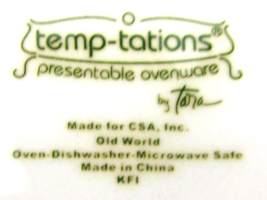 temp-tations®
presentable ovenware
by Tara
Made for CSA, Inc.
Old World
Oven-Dishwasher-Microwave Safe
Made in China
KFI